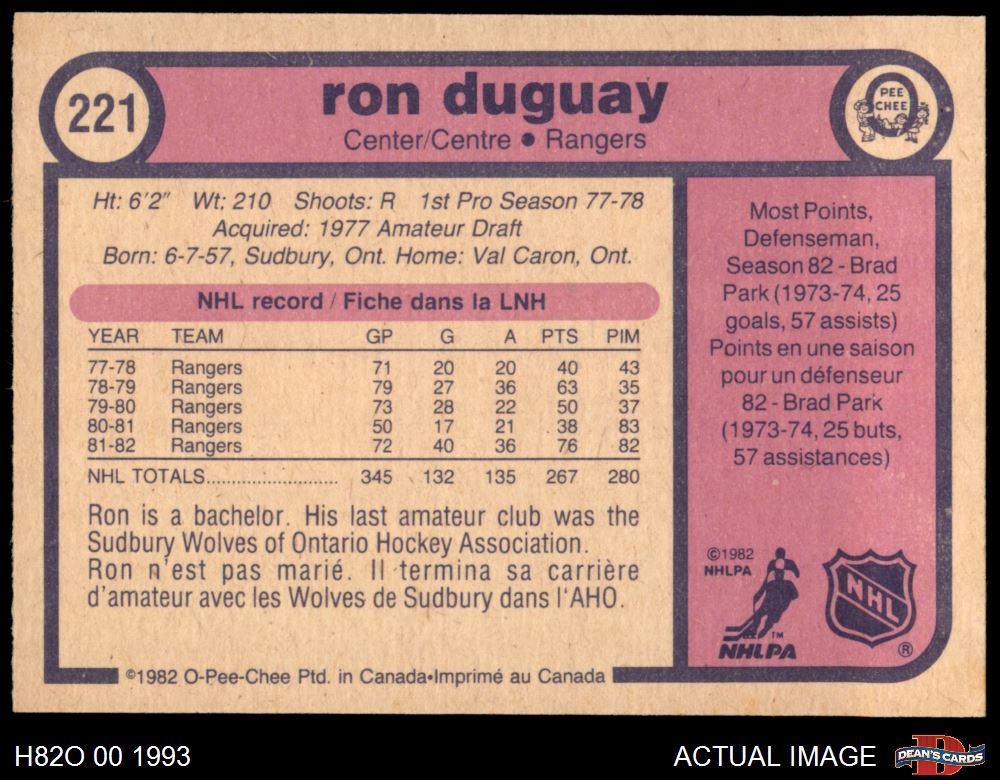 221
ron duguay
Center/Centre • Rangers
PEE
CHEE
Ht: 6'2" Wt: 210 Shoots: R 1st Pro Season 77-78
Acquired: 1977 Amateur Draft
Born: 6-7-57, Sudbury, Ont. Home: Val Caron, Ont.
NHL record / Fiche dans la LNH
YEAR TEAM GP G A PTS PIM
77-78 Rangers 71 20 20 40 43
78-79 Rangers 79 27 36 63 35
79-80 Rangers 73 28 22 50 37
80-81 Rangers 50 17 21 38 83
81-82 Rangers 72 40 36 76 82
NHL TOTALS........................ 345 132 135 267 280
Ron is a bachelor. His last amateur club was the
Sudbury Wolves of Ontario Hockey Association.
Ron n'est pas marié. Il termina sa carrière
d'amateur avec les Wolves de Sudbury dans l'AHO.
Most Points,
Defenseman,
Season 82 - Brad
Park (1973-74, 25
goals, 57 assists)
Points en une saison
pour un défenseur
82 - Brad Park
(1973-74, 25 buts,
57 assistances)
©1982
NHLPA
TM
NHLPA
NHL
®
©1982 O-Pee-Chee Ptd. in Canada•Imprimé au Canada
H82O 00 1993
ACTUAL IMAGE
D
DEAN'S CARDS